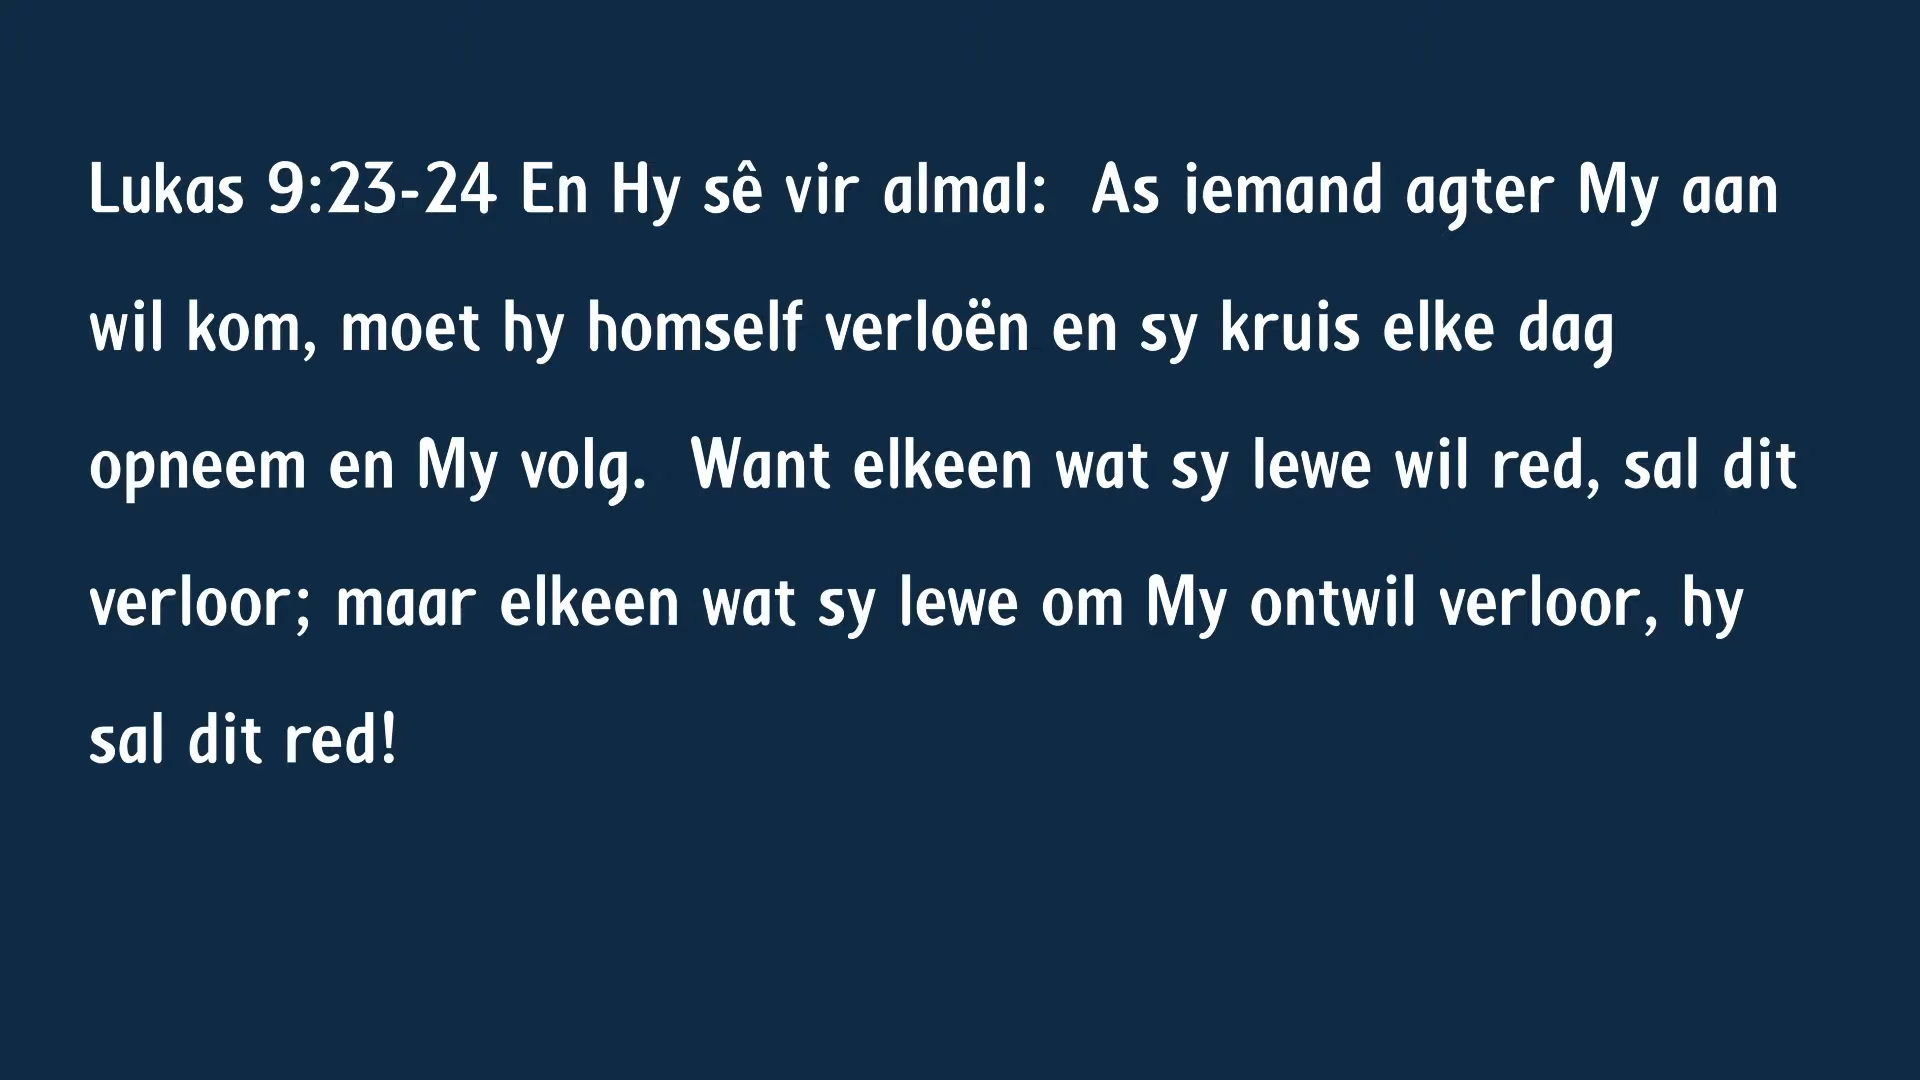 Lukas 9:23-24 En Hy sê vir almal:  As iemand agter My aan
wil kom, moet hy homself verloën en sy kruis elke dag
opneem en My volg.  Want elkeen wat sy lewe wil red, sal dit
verloor; maar elkeen wat sy lewe om My ontwil verloor, hy
sal dit red!